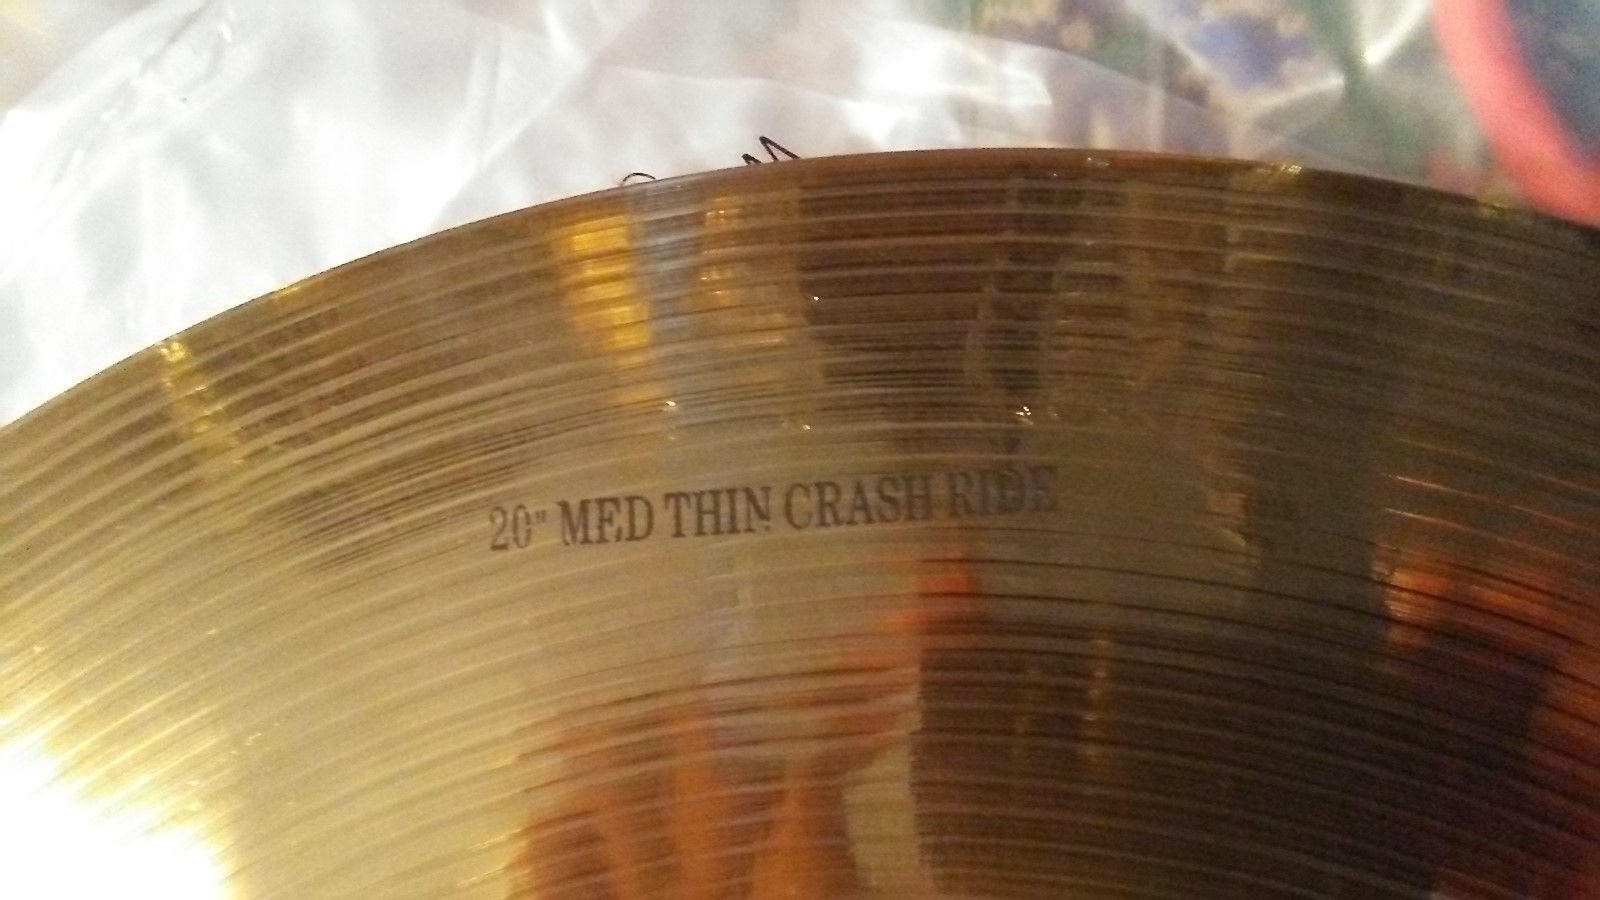 20" MED THIN CRASH RIDE